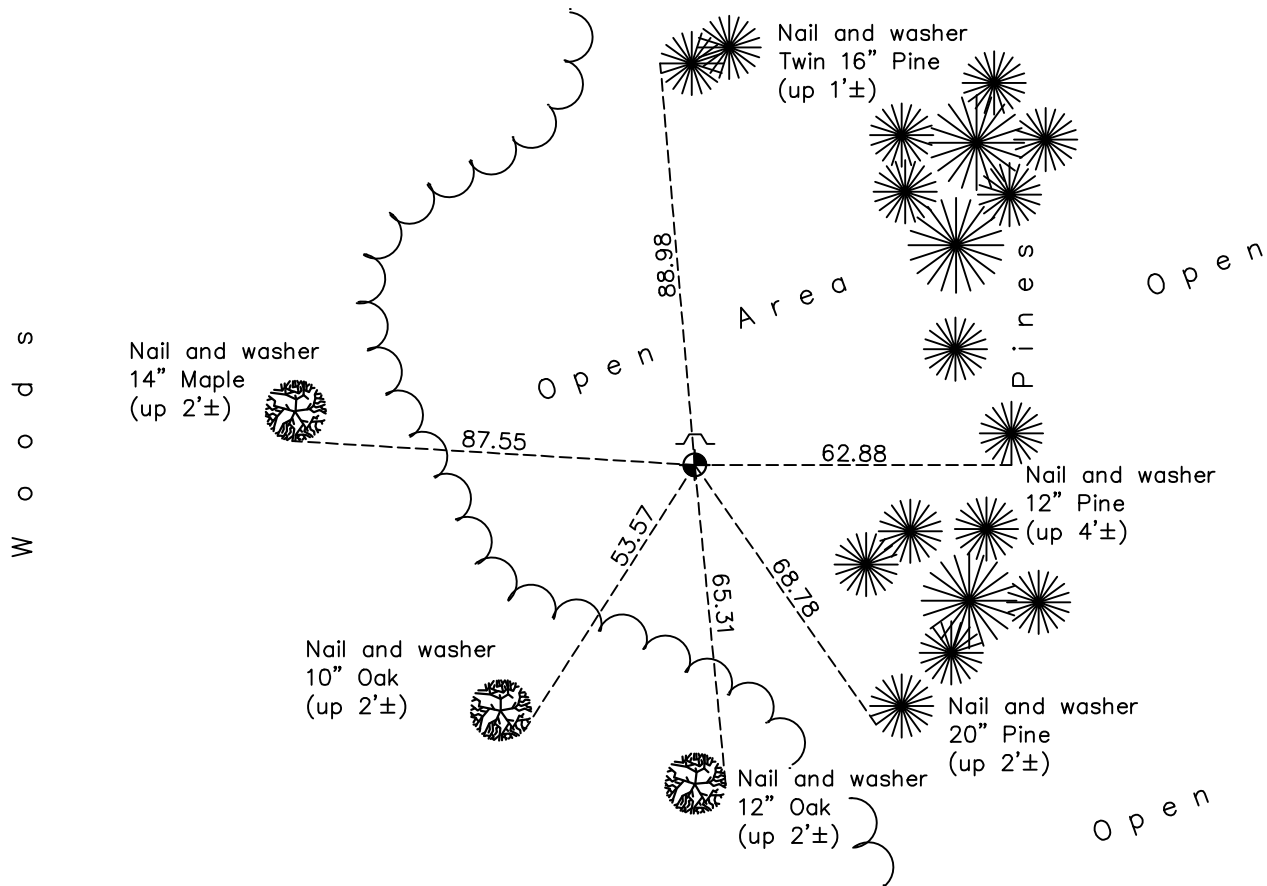 Nail and washer
Twin 16” Pine
(up 1'±)
88.98
Open Area
Open
Pines
Woods
Nail and washer
14” Maple
(up 2'±)
87.55
62.88
Nail and washer
12” Pine
(up 4'±)
53.57
65.31
68.78
Nail and washer
10” Oak
(up 2'±)
Nail and washer
20” Pine
(up 2'±)
Nail and washer
12” Oak
(up 2'±)
Open